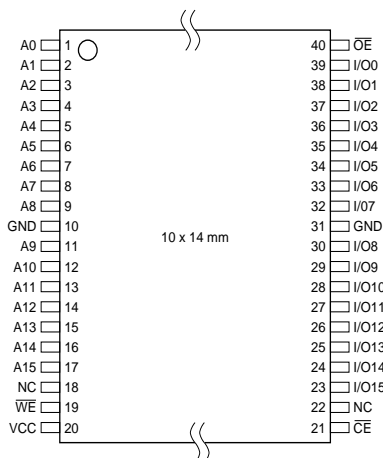 A0 1 40 O̅E̅
A1 2 39 I/O0
A2 3 38 I/O1
A3 4 37 I/O2
A4 5 36 I/O3
A5 6 35 I/O4
A6 7 34 I/O5
A7 8 33 I/O6
A8 9 32 I/07
GND 10 31 GND
10 x 14 mm
A9 11 30 I/O8
A10 12 29 I/O9
A11 13 28 I/O10
A12 14 27 I/O11
A13 15 26 I/O12
A14 16 25 I/O13
A15 17 24 I/O14
NC 18 23 I/O15
W̅E̅ 19 22 NC
VCC 20 21 C̅E̅